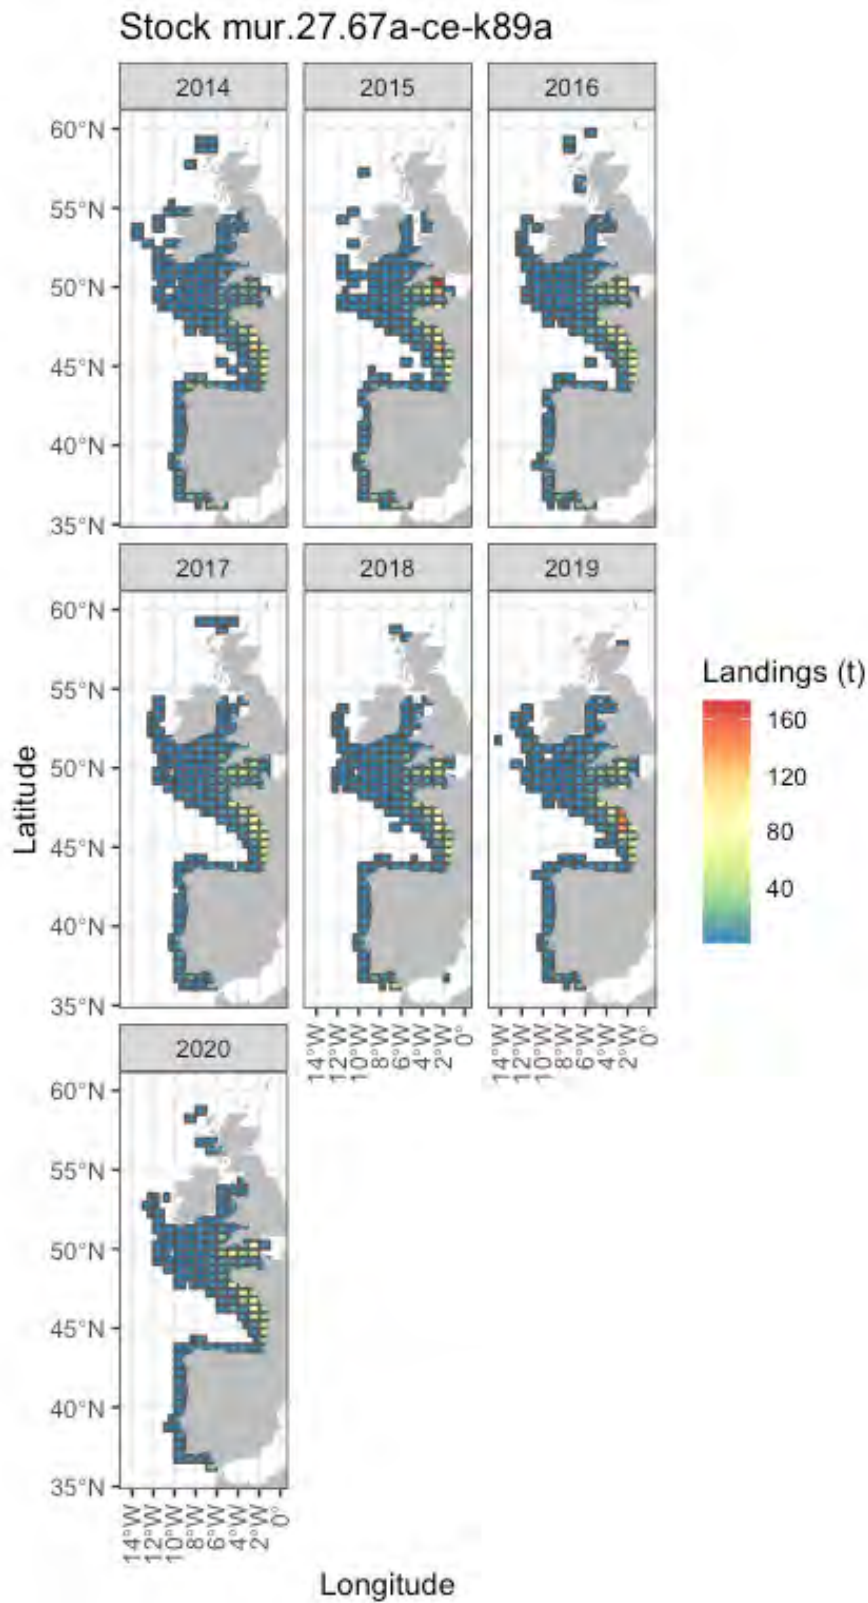 Stock mur.27.67a-ce-k89a
2014 2015 2016
60°N
55°N
50°N
45°N
40°N
35°N
2017 2018 2019
60°N
55°N
50°N
45°N
40°N
35°N
14°W 12°W 10°W 8°W 6°W 4°W 2°W 0°
14°W 12°W 10°W 8°W 6°W 4°W 2°W 0°
2020
60°N
55°N
50°N
45°N
40°N
35°N
14°W 12°W 10°W 8°W 6°W 4°W 2°W 0°
Latitude
Longitude
Landings (t)
160
120
80
40